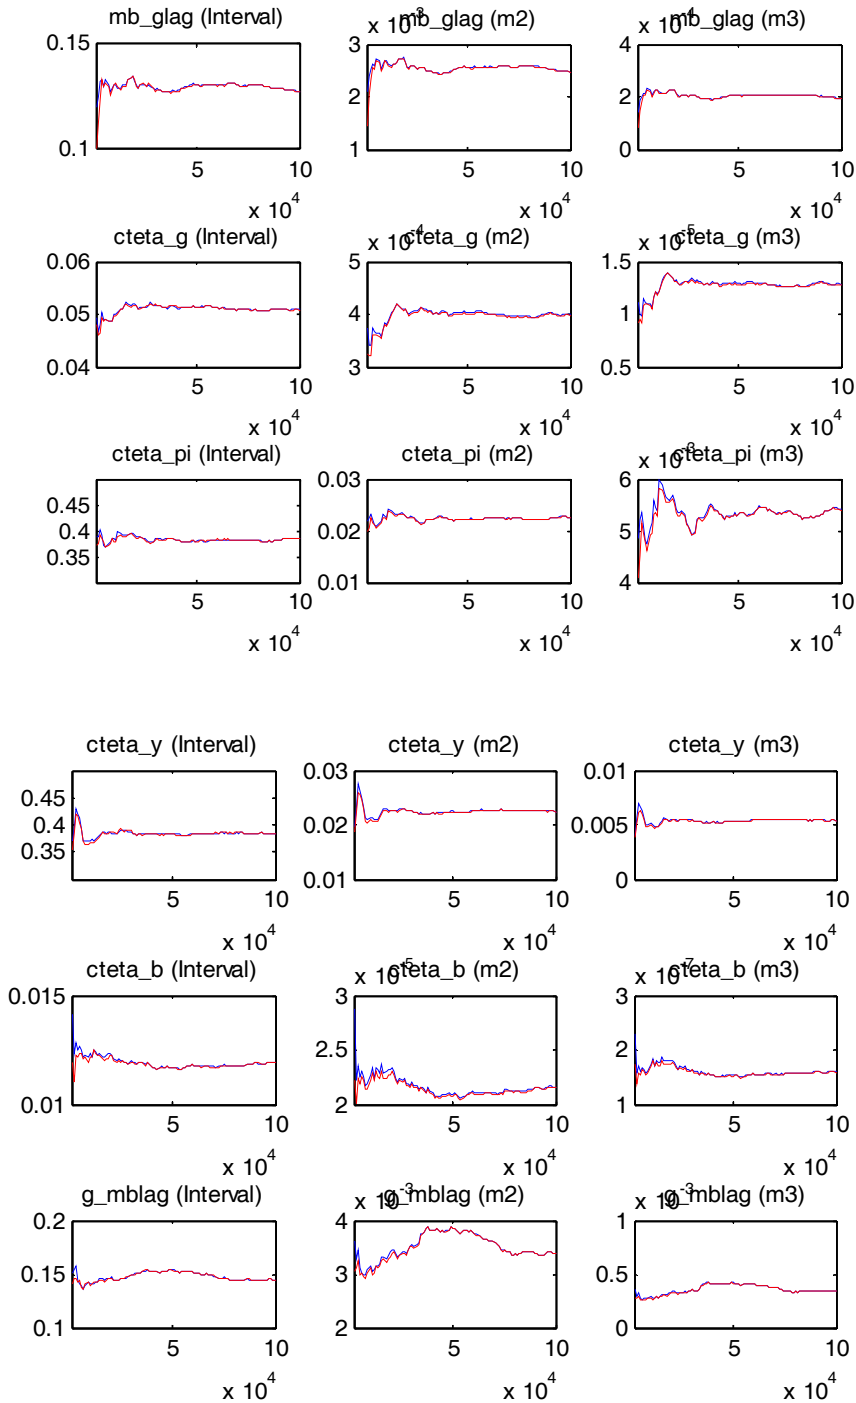 mb_glag (Interval) mb_glag (m2) mb_glag (m3)
x 10^-3 x 10^-4
0.15 3 4
2 2
0.1 1 0
5 10 5 10 5 10
x 10^4 x 10^4 x 10^4
cteta_g (Interval) cteta_g (m2) cteta_g (m3)
x 10^-4 x 10^-5
0.06 5 1.5
0.05 4 1
0.04 3 0.5
5 10 5 10 5 10
x 10^4 x 10^4 x 10^4
cteta_pi (Interval) cteta_pi (m2) cteta_pi (m3)
x 10^-3
0.03 6
0.45
0.4 0.02 5
0.35
0.01 4
5 10 5 10 5 10
x 10^4 x 10^4 x 10^4
cteta_y (Interval) cteta_y (m2) cteta_y (m3)
0.03 0.01
0.45
0.4 0.02 0.005
0.35
0.01 0
5 10 5 10 5 10
x 10^4 x 10^4 x 10^4
cteta_b (Interval) cteta_b (m2) cteta_b (m3)
x 10^-5 x 10^-7
0.015 3 3
2.5 2
0.01 2 1
5 10 5 10 5 10
x 10^4 x 10^4 x 10^4
g_mblag (Interval) g_mblag (m2) g_mblag (m3)
x 10^-3 x 10^-3
0.2 4 1
0.15 3 0.5
0.1 2 0
5 10 5 10 5 10
x 10^4 x 10^4 x 10^4